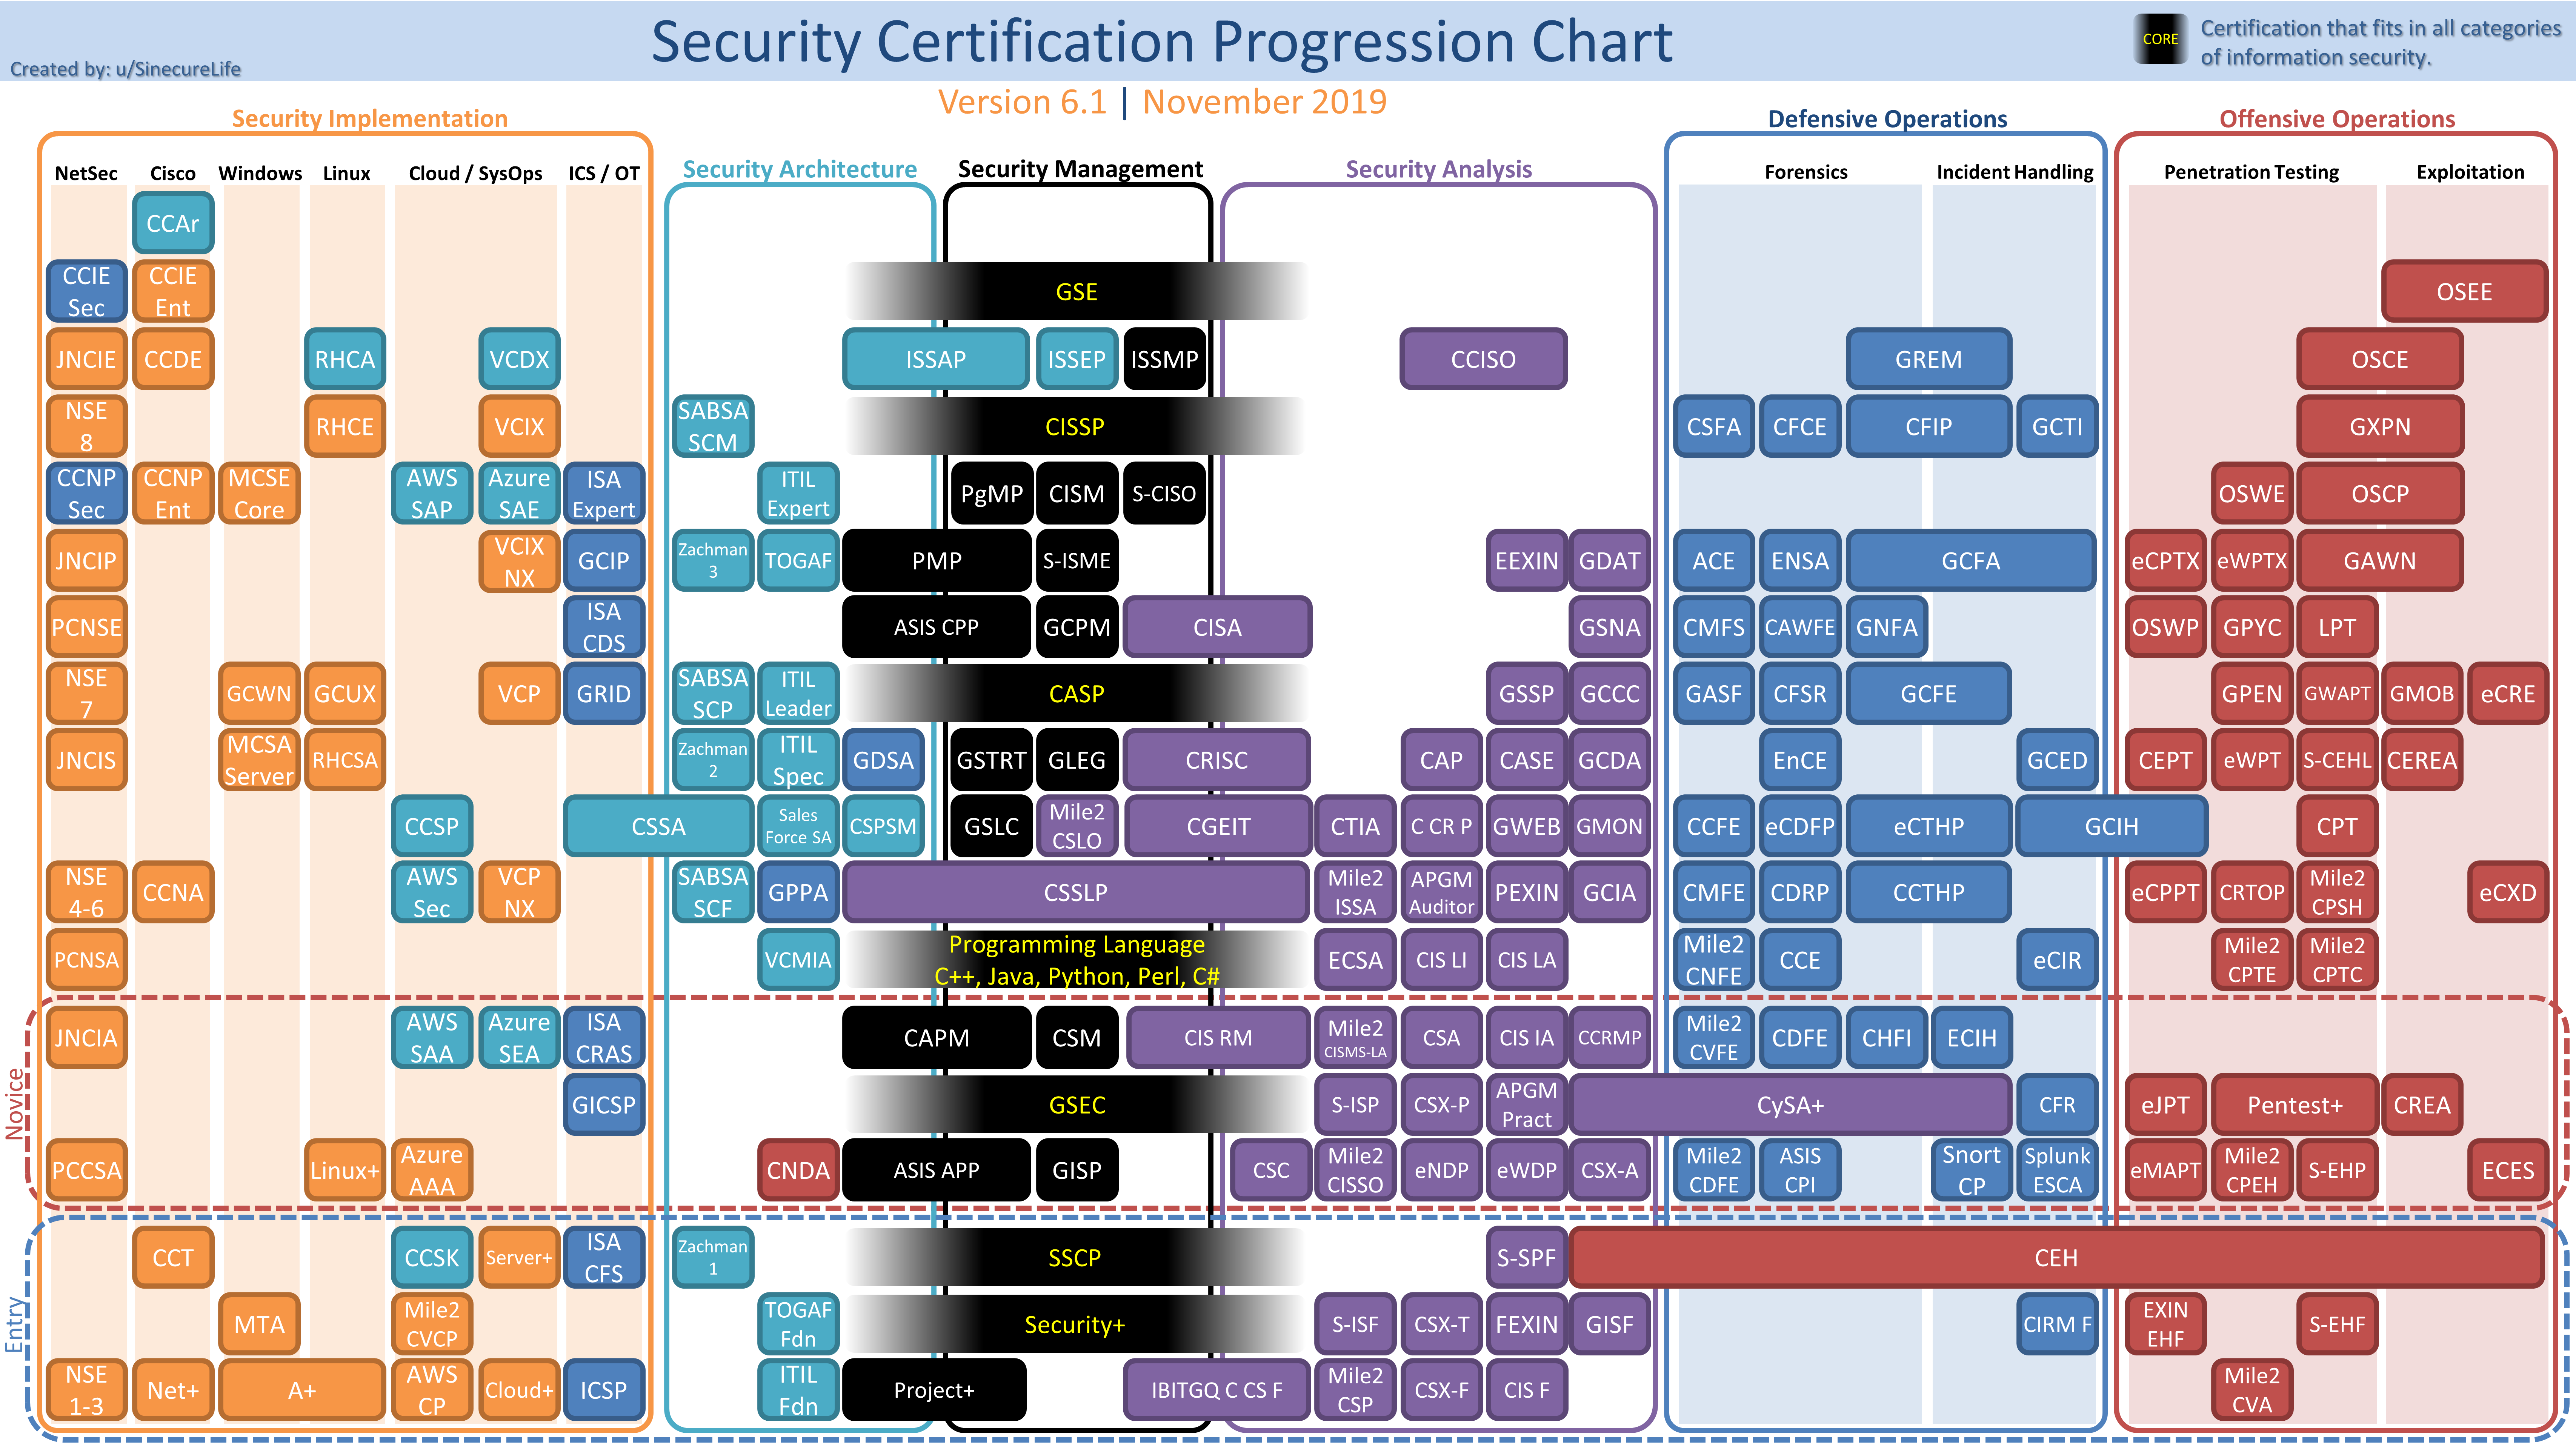 Security Certification Progression Chart
Created by: u/SinecureLife
CORE
Certification that fits in all categories
of information security.
Version 6.1 | November 2019
Security Implementation
Security Architecture
Security Management
Security Analysis
Defensive Operations
Offensive Operations
NetSec Cisco Windows Linux Cloud / SysOps ICS / OT
Forensics Incident Handling Penetration Testing Exploitation
CCAr
CCIE Sec
CCIE Ent
GSE
OSEE
JNCIE
CCDE
RHCA
VCDX
ISSAP
ISSEP
ISSMP
CCISO
GREM
OSCE
NSE 8
RHCE
VCIX
SABSA SCM
CISSP
CSFA
CFCE
CFIP
GCTI
GXPN
CCNP Sec
CCNP Ent
MCSE Core
AWS SAP
Azure SAE
ISA Expert
ITIL Expert
PgMP
CISM
S-CISO
OSWE
OSCP
JNCIP
VCIX NX
GCIP
Zachman 3
TOGAF
PMP
S-ISME
EEXIN
GDAT
ACE
ENSA
GCFA
eCPTX
eWPTX
GAWN
PCNSE
ISA CDS
ASIS CPP
GCPM
CISA
GSNA
CMFS
CAWFE
GNFA
OSWP
GPYC
LPT
NSE 7
GCWN
GCUX
VCP
GRID
SABSA SCP
ITIL Leader
CASP
GSSP
GCCC
GASF
CFSR
GCFE
GPEN
GWAPT
GMOB
eCRE
JNCIS
MCSA Server
RHCSA
Zachman 2
ITIL Spec
GDSA
GSTRT
GLEG
CRISC
CAP
CASE
GCDA
EnCE
GCED
CEPT
eWPT
S-CEHL
CEREA
CCSP
CSSA
Sales Force SA
CSPSM
GSLC
Mile2 CSLO
CGEIT
CTIA
C CR P
GWEB
GMON
CCFE
eCDFP
eCTHP
GCIH
CPT
NSE 4-6
CCNA
AWS Sec
VCP NX
SABSA SCF
GPPA
CSSLP
Mile2 ISSA
APGM Auditor
PEXIN
GCIA
CMFE
CDRP
CCTHP
eCPPT
CRTOP
Mile2 CPSH
eCXD
PCNSA
VCMIA
Programming Language
C++, Java, Python, Perl, C#
ECSA
CIS LI
CIS LA
Mile2 CNFE
CCE
eCIR
Mile2 CPTE
Mile2 CPTC
Novice
JNCIA
AWS SAA
Azure SEA
ISA CRAS
CAPM
CSM
CIS RM
Mile2 CISMS-LA
CSA
CIS IA
CCRMP
Mile2 CVFE
CDFE
CHFI
ECIH
GICSP
GSEC
S-ISP
CSX-P
APGM Pract
CySA+
CFR
eJPT
Pentest+
CREA
PCCSA
Linux+
Azure AAA
CNDA
ASIS APP
GISP
CSC
Mile2 CISSO
eNDP
eWDP
CSX-A
Mile2 CDFE
ASIS CPI
Snort CP
Splunk ESCA
eMAPT
Mile2 CPEH
S-EHP
ECES
Entry
CCT
CCSK
Server+
ISA CFS
Zachman 1
SSCP
S-SPF
CEH
MTA
Mile2 CVCP
TOGAF Fdn
Security+
S-ISF
CSX-T
FEXIN
GISF
CIRM F
EXIN EHF
S-EHF
NSE 1-3
Net+
A+
AWS CP
Cloud+
ICSP
ITIL Fdn
Project+
IBITGQ C CS F
Mile2 CSP
CSX-F
CIS F
Mile2 CVA